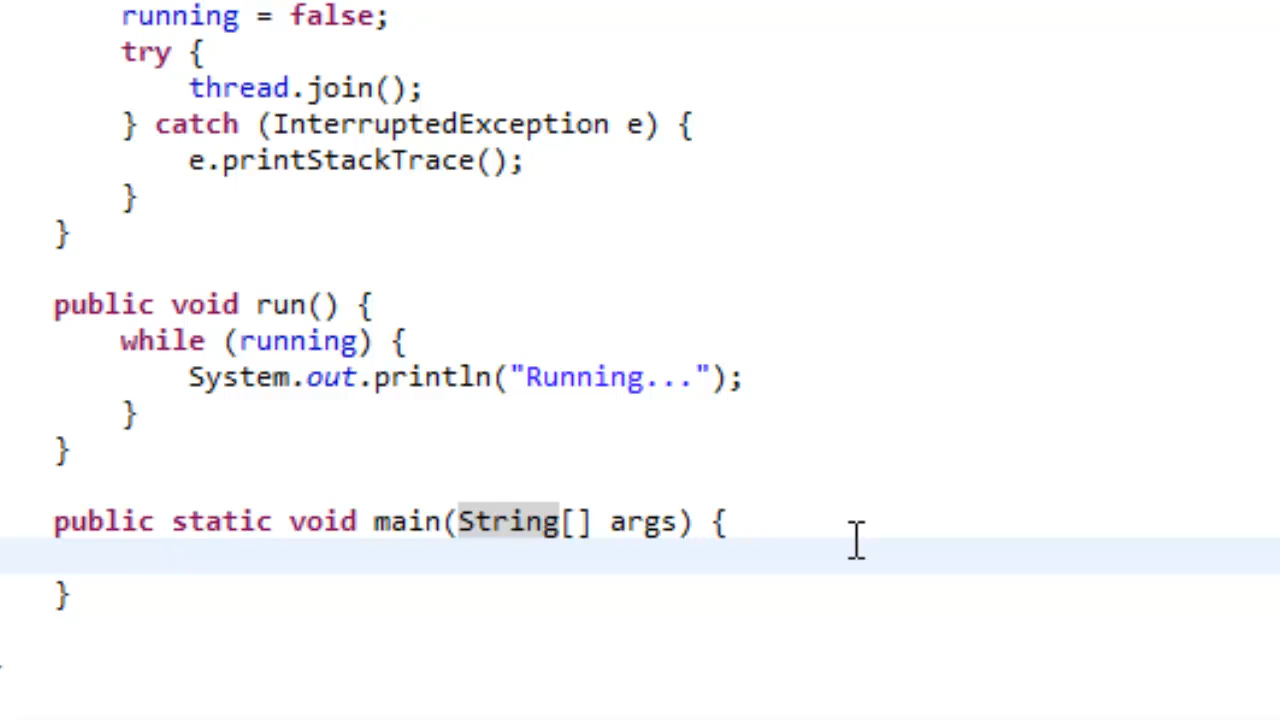 running = false;
try {
thread.join();
} catch (InterruptedException e) {
e.printStackTrace();
}
}
public void run() {
while (running) {
System.out.println("Running...");
}
}
public static void main(String[] args) {
}